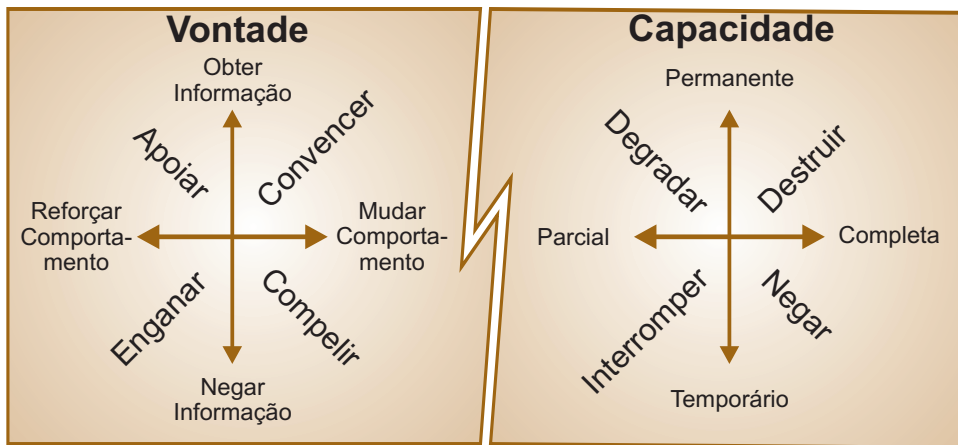 Vontade
Obter
Informação
Apoiar
Convencer
Reforçar
Comporta-
mento
Mudar
Comporta-
mento
Enganar
Compelir
Negar
Informação
Capacidade
Permanente
Degradar
Destruir
Parcial
Completa
Interromper
Negar
Temporário